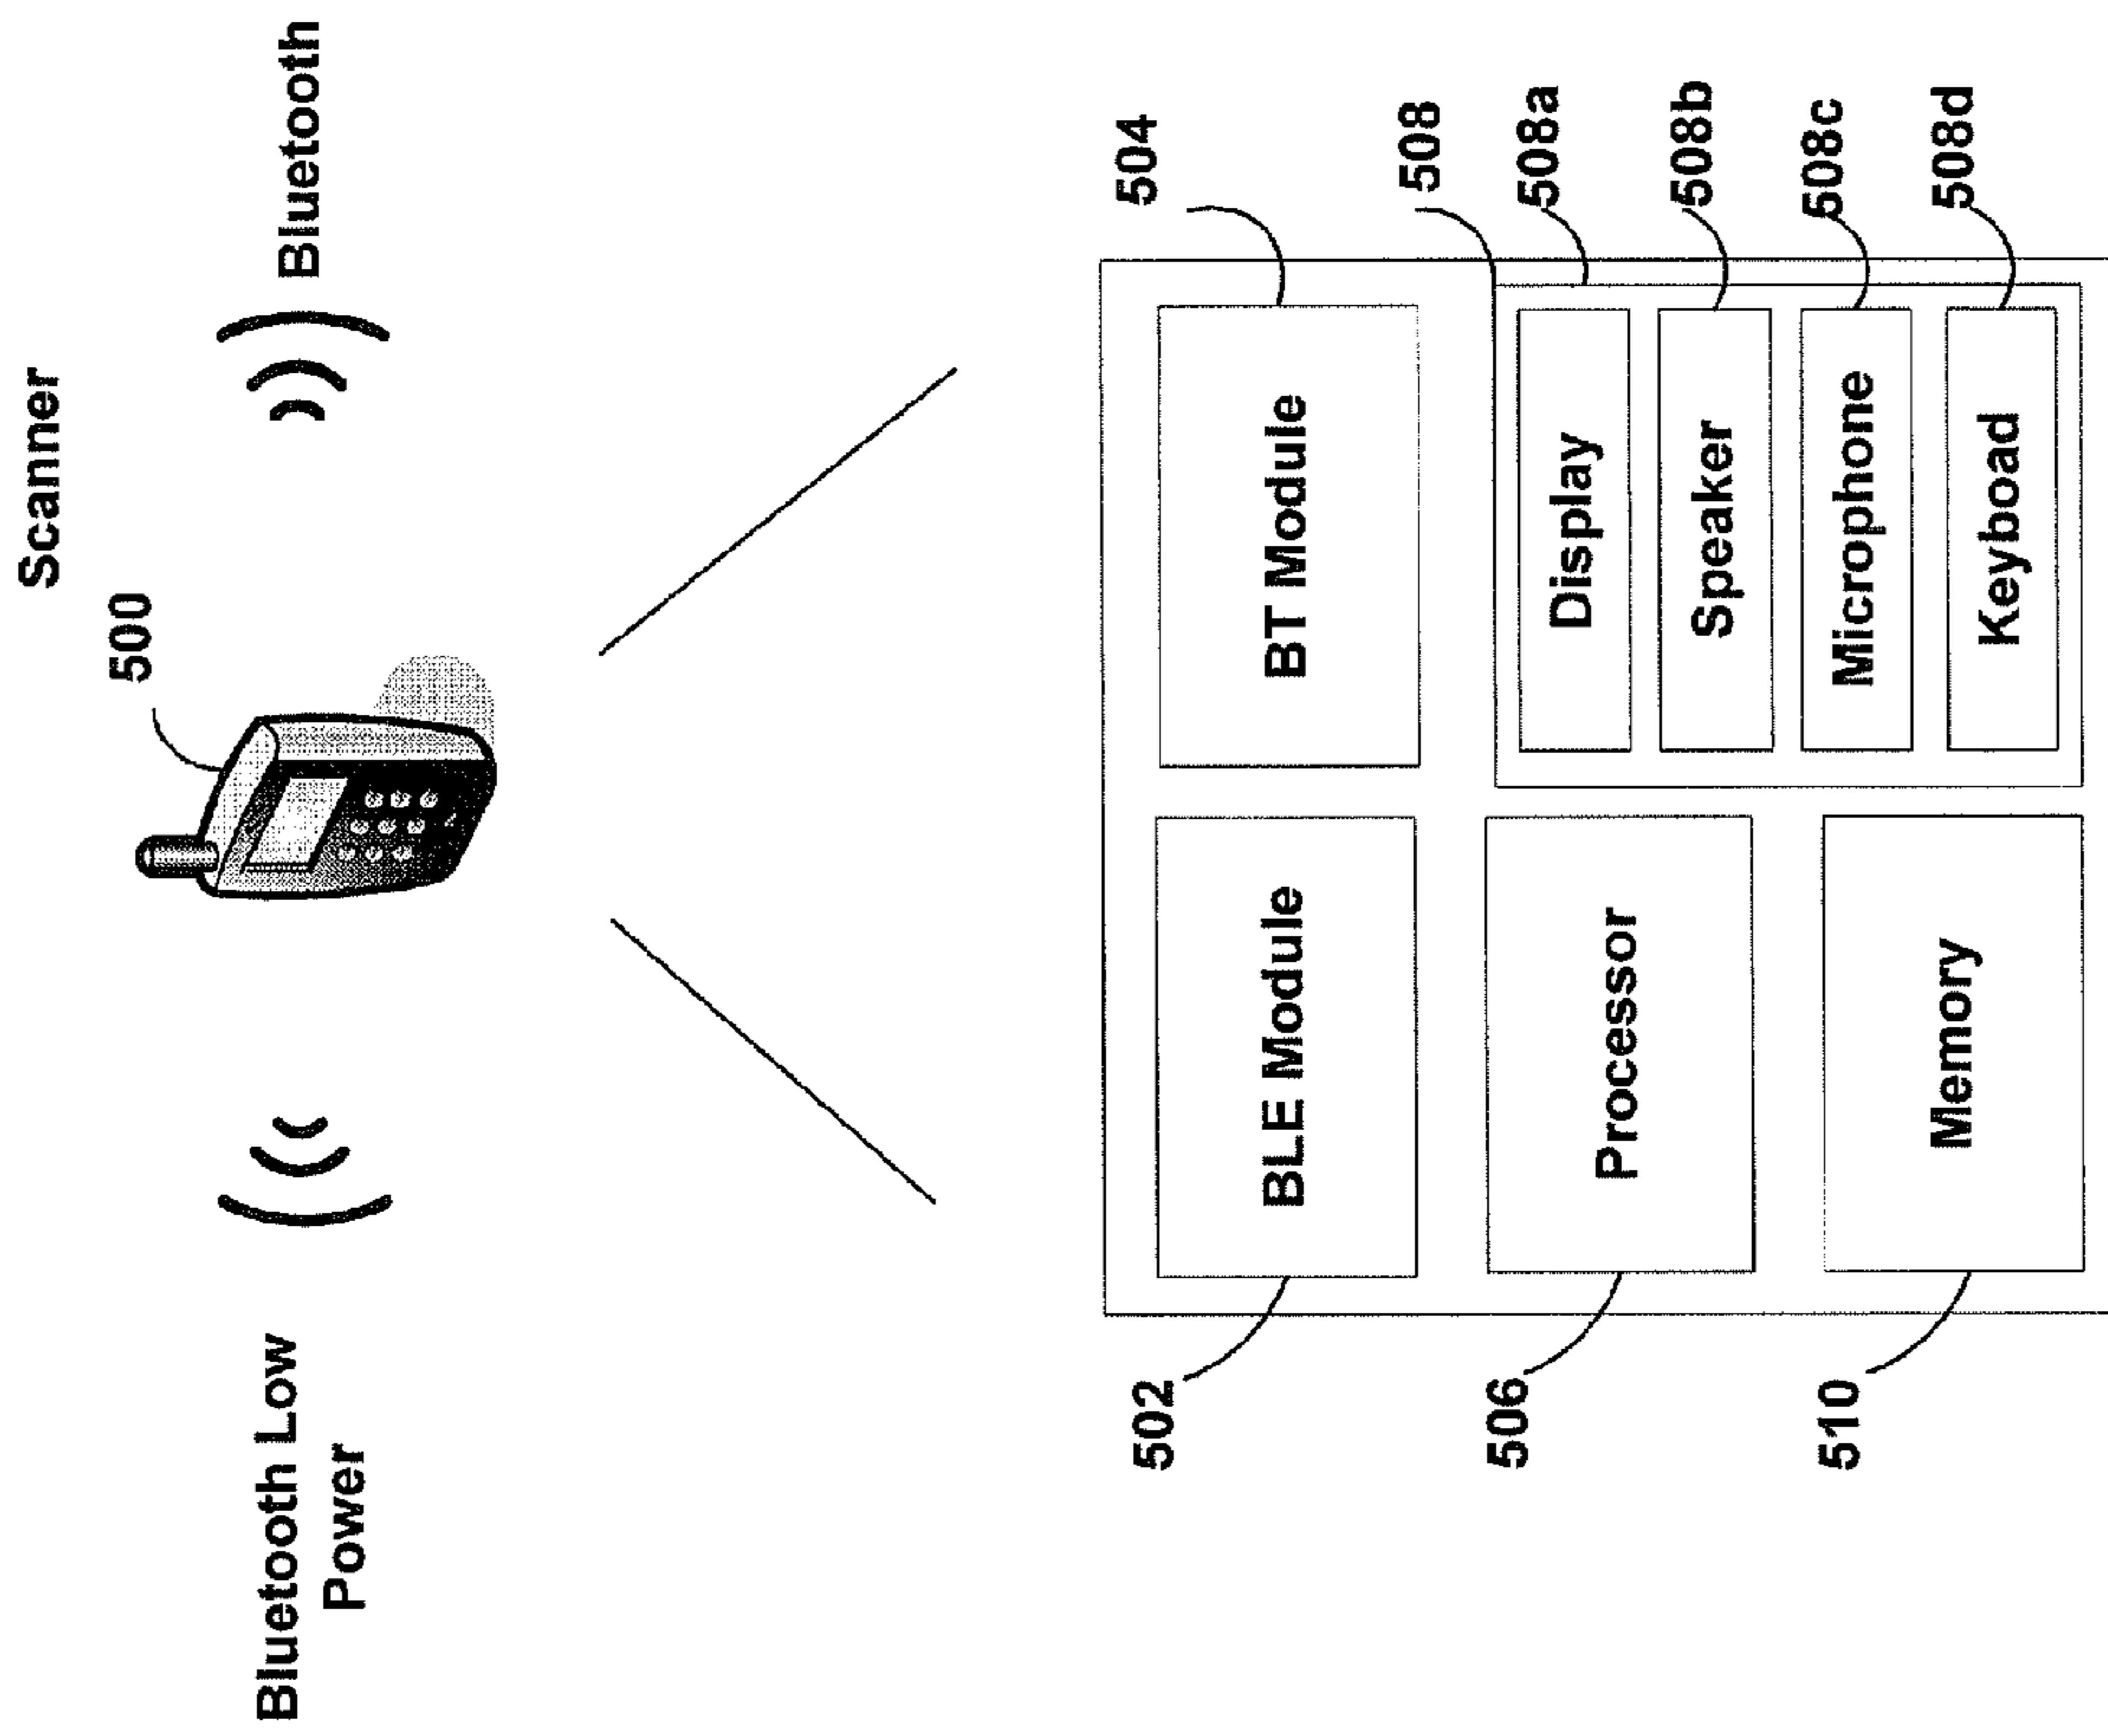 Scanner
500
Bluetooth Low
Power
Bluetooth
502
BLE Module
BT Module
504
506
Processor
508
Display
508a
Speaker
508b
Microphone
508c
Keyboad
508d
510
Memory